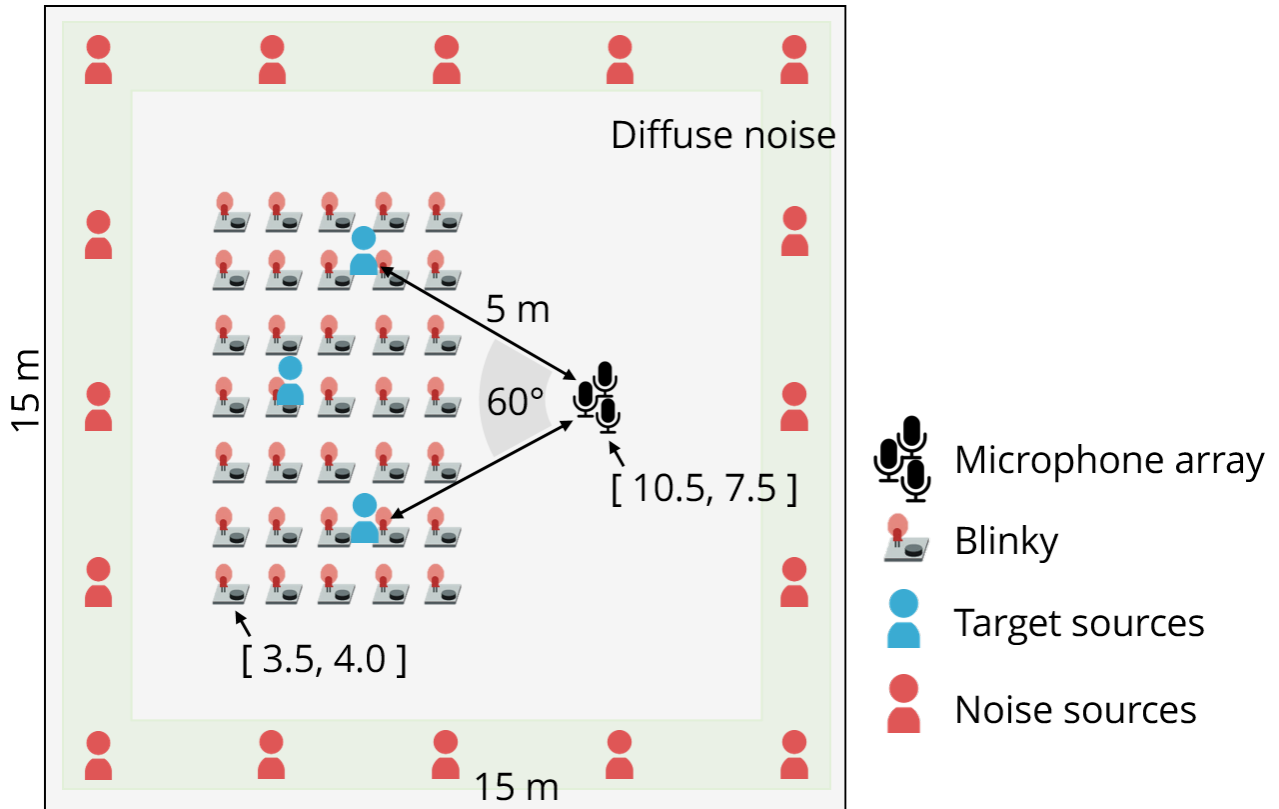 Diffuse noise
5 m
60°
15 m
[ 10.5, 7.5 ]
[ 3.5, 4.0 ]
15 m
Microphone array
Blinky
Target sources
Noise sources